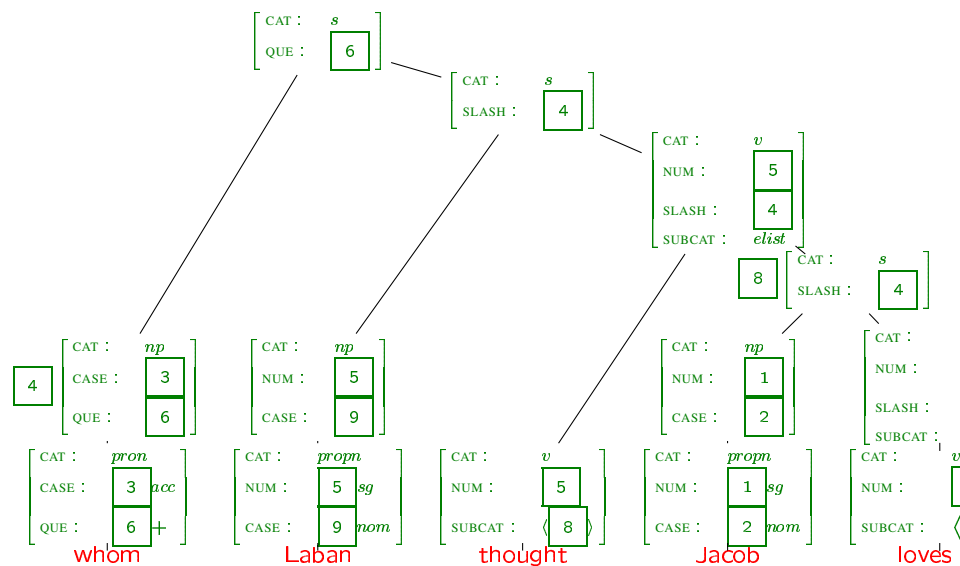 CAT : s
QUE : 6
CAT : s
SLASH : 4
CAT : v
NUM : 5
SLASH : 4
SUBCAT : elist
8 CAT : s
SLASH : 4
4 CAT : np
CASE : 3
QUE : 6
CAT : np
NUM : 5
CASE : 9
CAT : np
NUM : 1
CASE : 2
CAT :
NUM :
SLASH :
SUBCAT :
CAT : pron
CASE : 3 acc
QUE : 6 +
CAT : propn
NUM : 5 sg
CASE : 9 nom
CAT : v
NUM : 5
SUBCAT : ⟨ 8 ⟩
CAT : propn
NUM : 1 sg
CASE : 2 nom
CAT : v
NUM :
SUBCAT : ⟨
whom Laban thought Jacob loves